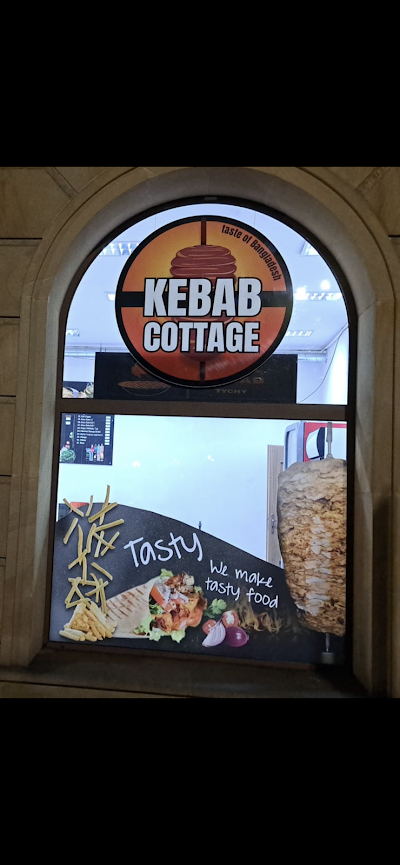 taste of Bangladesh
KEBAB
COTTAGE
TYCHY
Tasty
We make
tasty food